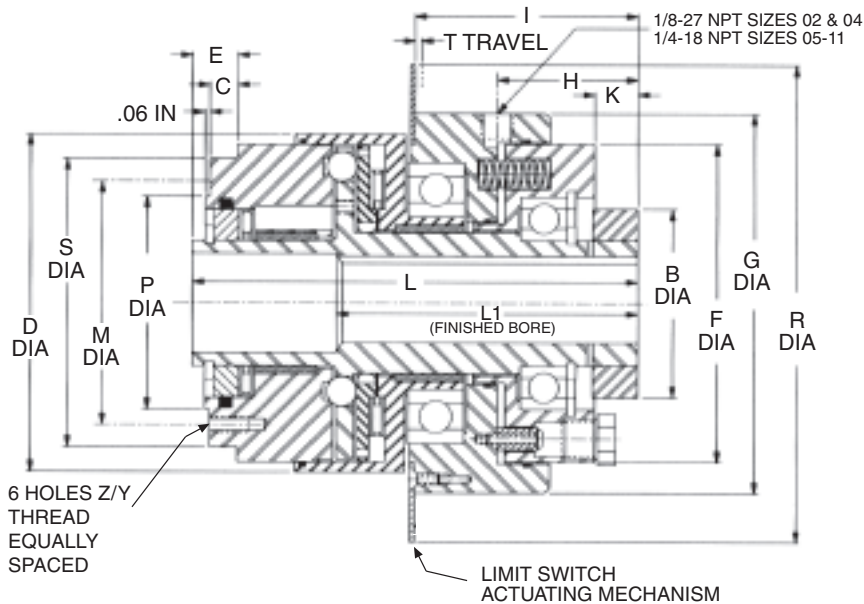 I
1/8-27 NPT SIZES 02 & 04
1/4-18 NPT SIZES 05-11
T TRAVEL
E
C
H
K
.06 IN
S
DIA
P
DIA
D
DIA
M
DIA
L
L1
(FINISHED BORE)
B
DIA
G
DIA
F
DIA
R
DIA
6 HOLES Z/Y
THREAD
EQUALLY
SPACED
LIMIT SWITCH
ACTUATING MECHANISM